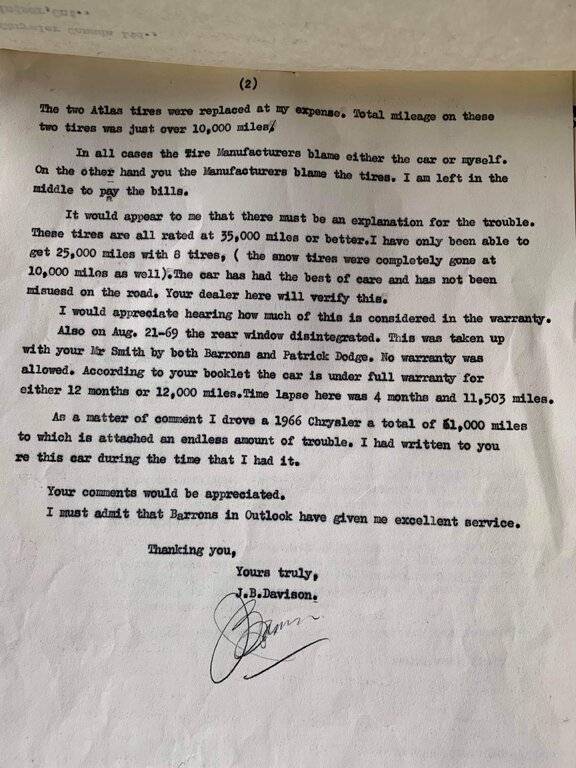 (2)
The two Atlas tires were replaced at my expense. Total mileage on these
two tires was just over 10,000 miles.
In all cases the Tire Manufacturers blame either the car or myself.
On the other hand you the Manufacturers blame the tires. I am left in the
middle to pay the bills.
It would appear to me that there must be an explanation for the trouble.
These tires are all rated at 35,000 miles or better.I have only been able to
get 25,000 miles with 8 tires, ( the snow tires were completely gone at
10,000 miles as well).The car has had the best of care and has not been
misuesd on the road. Your dealer here will verify this.
I would appreciate hearing how much of this is considered in the warranty.
Also on Aug. 21-69 the rear window disintegrated. This was taken up
with your Mr Smith by both Barrons and Patrick Dodge. No warranty was
allowed. According to your booklet the car is under full warranty for
either 12 months or 12,000 miles.Time lapse here was 4 months and 11,503 miles.
As a matter of comment I drove a 1966 Chrysler a total of 61,000 miles
to which is attached an endless amount of trouble. I had written to you
re this car during the time that I had it.
Your comments would be appreciated.
I must admit that Barrons in Outlook have given me excellent service.
Thanking you,
Yours truly,
J.B.Davison.